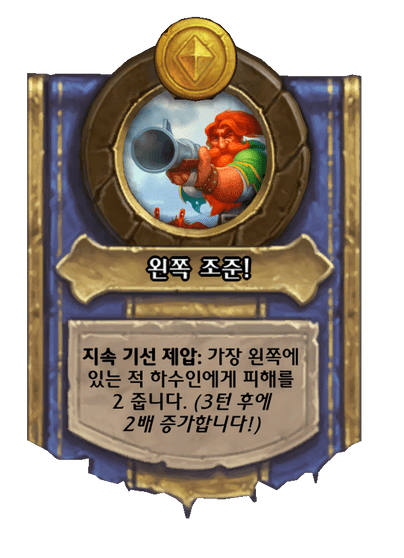 왼쪽 조준!
지속 기선 제압: 가장 왼쪽에
있는 적 하수인에게 피해를
2 줍니다. (3턴 후에
2배 증가합니다!)